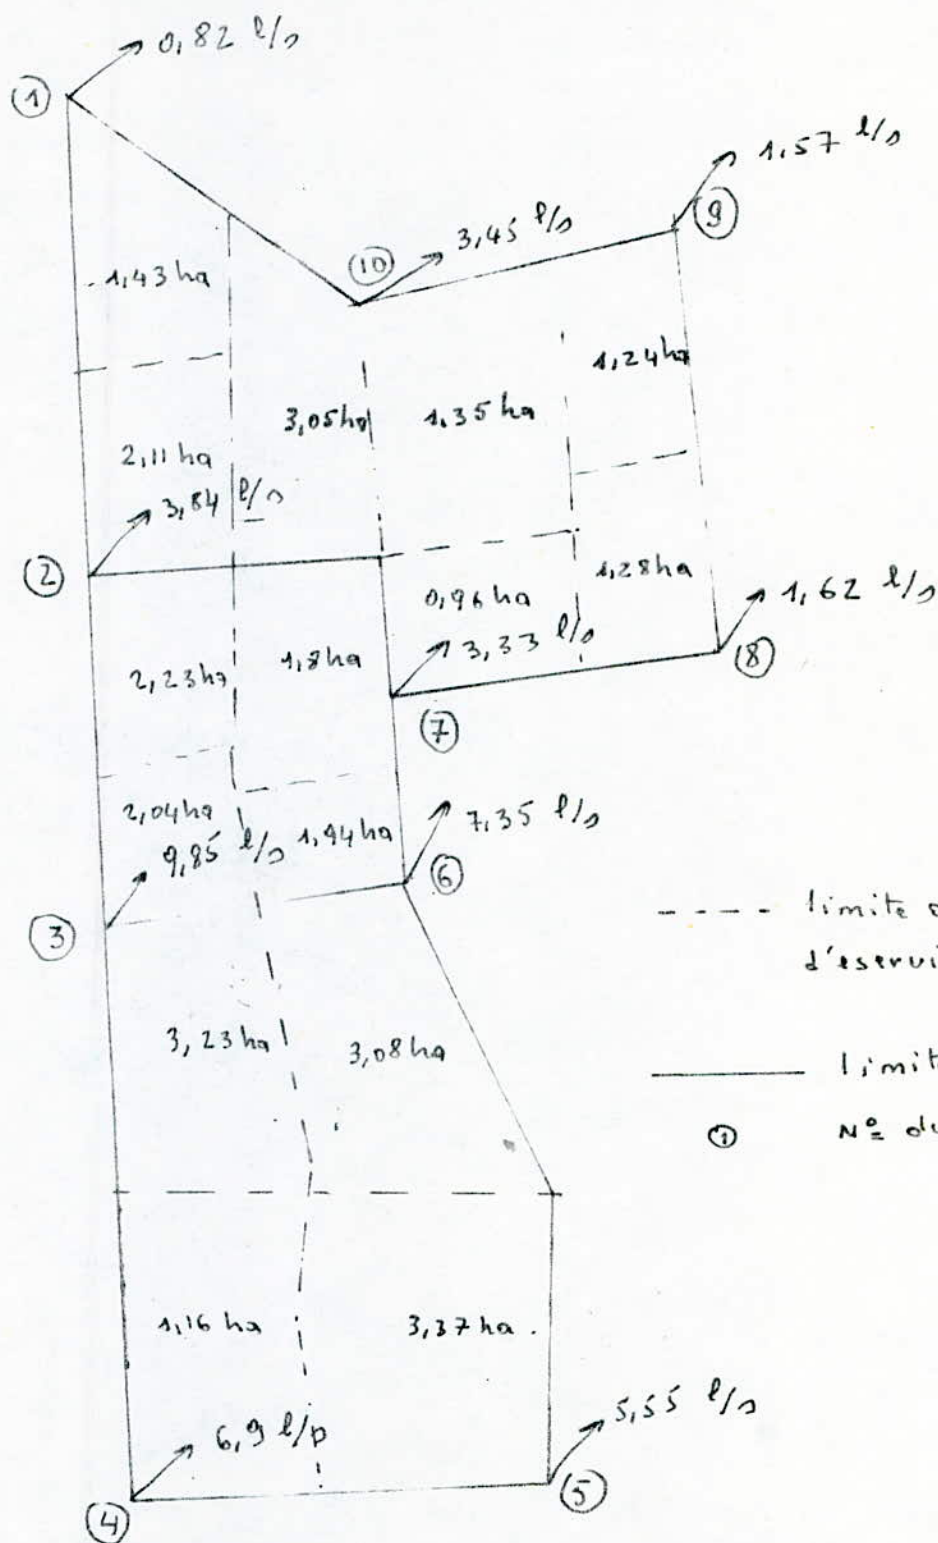 0,82 l/s
①
1,57 l/s
⑨
3,45 l/s
⑩
1,43 ha
1,24 ha
3,05 ha
1,35 ha
2,11 ha
3,84 l/s
②
1,28 ha
0,96 ha
1,62 l/s
3,33 l/s
⑧
1,8 ha
2,23 ha
⑦
2,04 ha
7,35 l/s
1,94 ha
9,85 l/s
⑥
③
limite
d'eservi
3,23 ha
3,08 ha
limit
① N° du
1,16 ha
3,37 ha
5,55 l/s
6,9 l/p
⑤
④